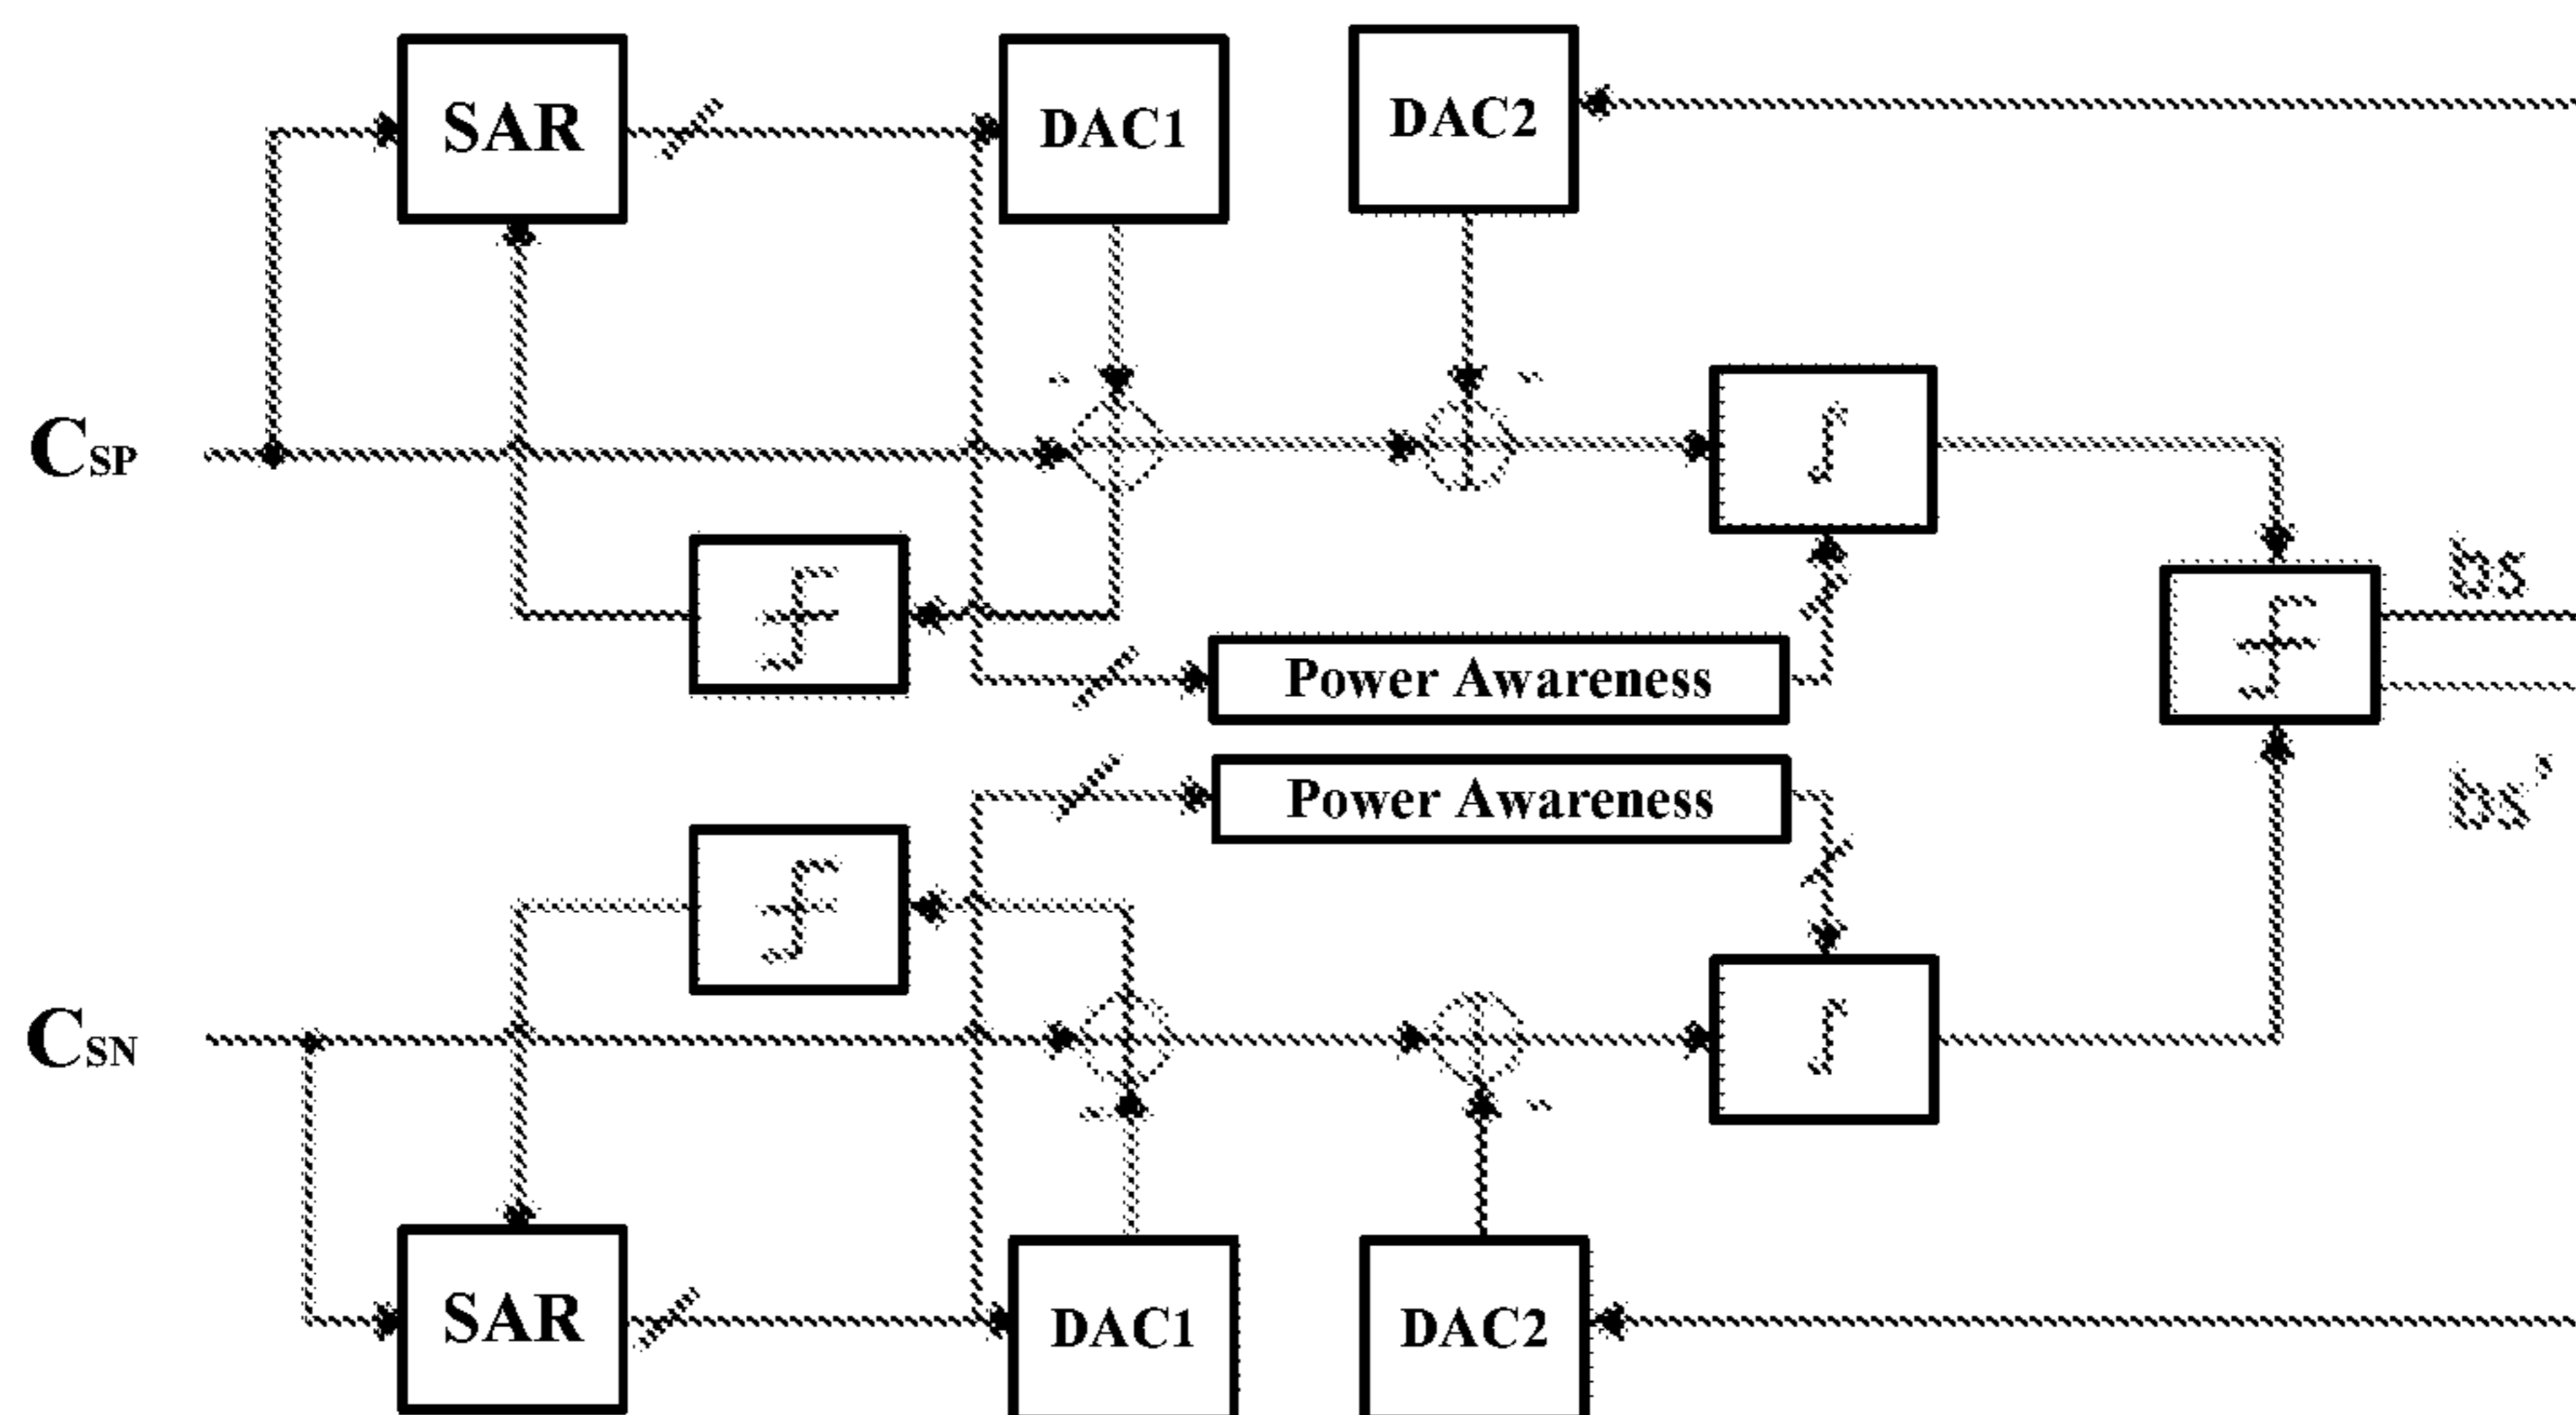 SAR
DAC1
DAC2
CSP
bs
Power Awareness
Power Awareness
bs'
CSN
SAR
DAC1
DAC2